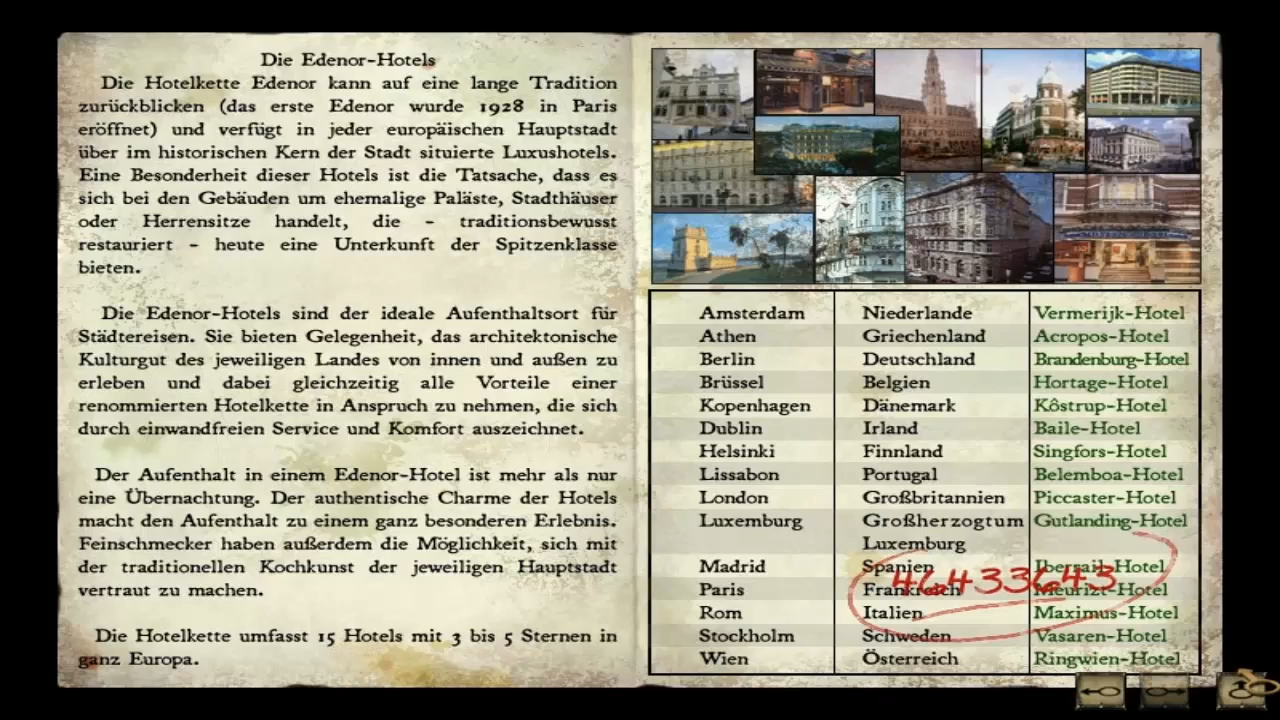 Die Edenor-Hotels
Die Hotelkette Edenor kann auf eine lange Tradition
zurückblicken (das erste Edenor wurde 1928 in Paris
eröffnet) und verfügt in jeder europäischen Hauptstadt
über im historischen Kern der Stadt situierte Luxushotels.
Eine Besonderheit dieser Hotels ist die Tatsache, dass es
sich bei den Gebäuden um ehemalige Paläste, Stadthäuser
oder Herrensitze handelt, die - traditionsbewusst
restauriert - heute eine Unterkunft der Spitzenklasse
bieten.
Die Edenor-Hotels sind der ideale Aufenthaltsort für
Städtereisen. Sie bieten Gelegenheit, das architektonische
Kulturgut des jeweiligen Landes von innen und außen zu
erleben und dabei gleichzeitig alle Vorteile einer
renommierten Hotelkette in Anspruch zu nehmen, die sich
durch einwandfreien Service und Komfort auszeichnet.
Der Aufenthalt in einem Edenor-Hotel ist mehr als nur
eine Übernachtung. Der authentische Charme der Hotels
macht den Aufenthalt zu einem ganz besonderen Erlebnis.
Feinschmecker haben außerdem die Möglichkeit, sich mit
der traditionellen Kochkunst der jeweiligen Hauptstadt
vertraut zu machen.
Die Hotelkette umfasst 15 Hotels mit 3 bis 5 Sternen in
ganz Europa.
Amsterdam Niederlande Vermerijk-Hotel
Athen Griechenland Acropos-Hotel
Berlin Deutschland Brandenburg-Hotel
Brüssel Belgien Hortage-Hotel
Kopenhagen Dänemark Kôstrup-Hotel
Dublin Irland Baile-Hotel
Helsinki Finnland Singfors-Hotel
Lissabon Portugal Belemboa-Hotel
London Großbritannien Piccaster-Hotel
Luxemburg Großherzogtum Gutlanding-Hotel
Luxemburg
Madrid Spanien Iberail-Hotel
46433643
Paris Frankreich Meurizt-Hotel
Rom Italien Maximus-Hotel
Stockholm Schweden Vasaren-Hotel
Wien Österreich Ringwien-Hotel